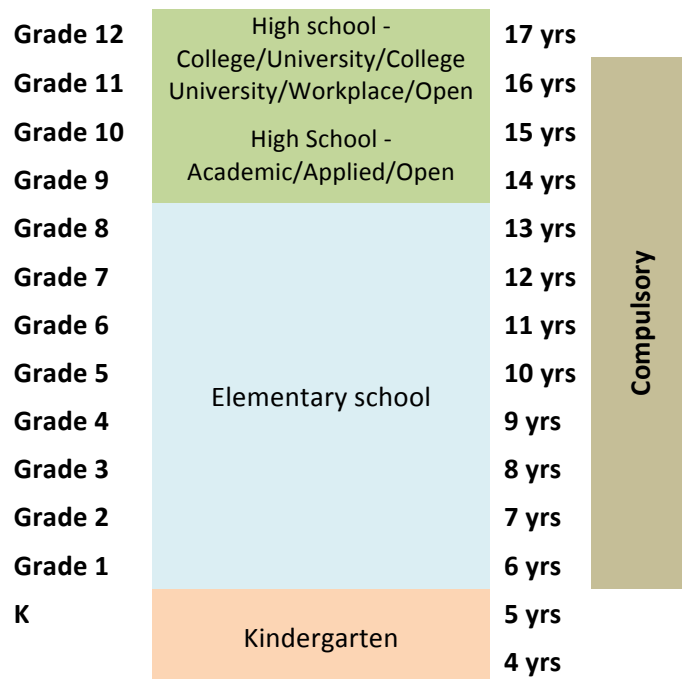 Grade 12
High school -
College/University/College
University/Workplace/Open
17 yrs
Grade 11
16 yrs
Grade 10
High School -
Academic/Applied/Open
15 yrs
Grade 9
14 yrs
Grade 8
13 yrs
Grade 7
12 yrs
Grade 6
11 yrs
Grade 5
Elementary school
10 yrs
Grade 4
9 yrs
Grade 3
8 yrs
Grade 2
7 yrs
Grade 1
6 yrs
K
Kindergarten
5 yrs
4 yrs
Compulsory